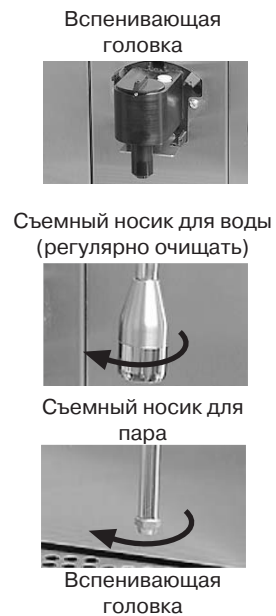 Вспенивающая
головка
Съемный носик для воды
(регулярно очищать)
Съемный носик для
пара
Вспенивающая
головка